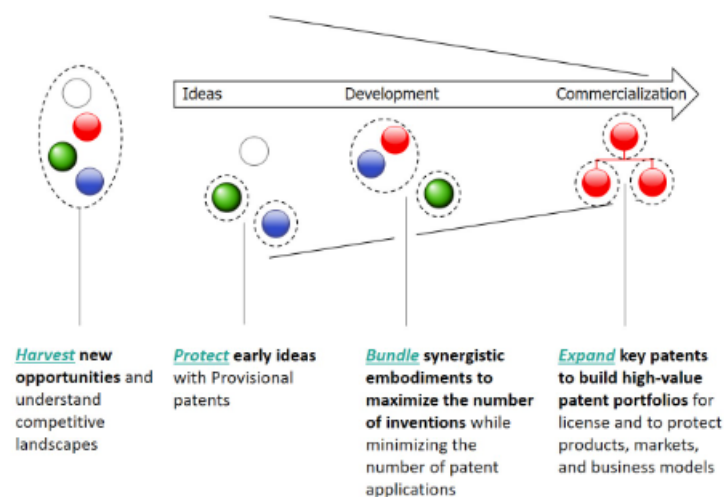 Ideas
Development
Commercialization
Harvest new
opportunities and
understand
competitive
landscapes
Protect early ideas
with Provisional
patents
Bundle synergistic
embodiments to
maximize the number
of inventions while
minimizing the
number of patent
applications
Expand key patents
to build high-value
patent portfolios for
license and to protect
products, markets,
and business models